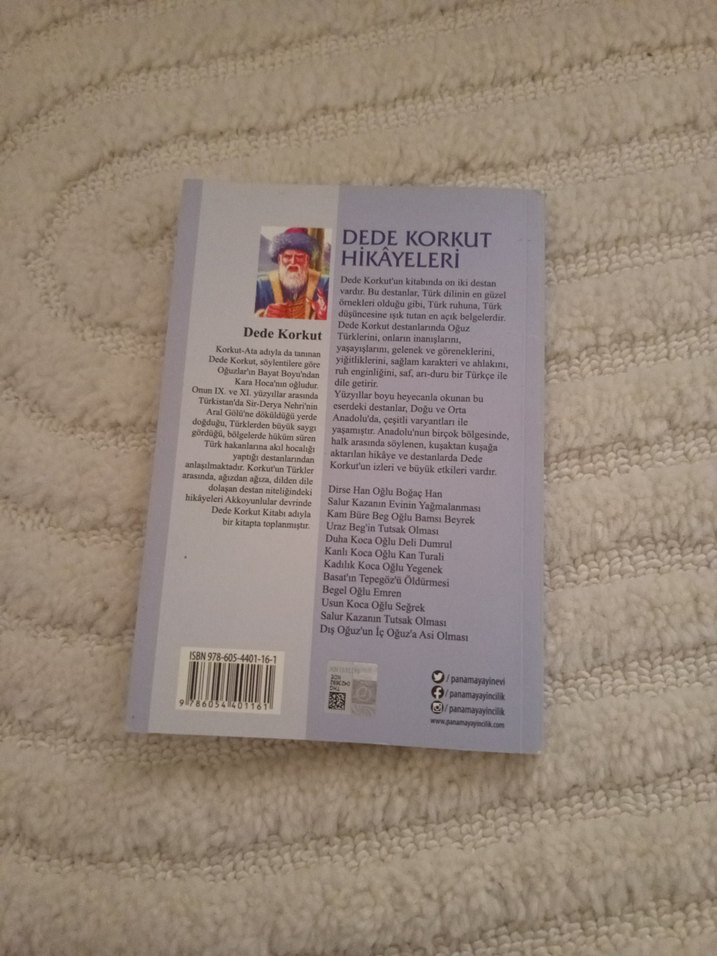 Dede Korkut
Korkut-Ata adıyla da tanınan
Dede Korkut, söylentilere göre
Oğuzların Bayat Boyu'ndan
Kara Hoca'nın oğludur.
Onun IX. ve XI. yüzyıllar arasında
Türkistan'da Sir-Derya Nehri'nin
Aral Gölü'ne döküldüğü yerde
doğduğu, Türklerden büyük saygı
gördüğü, bölgelerde hüküm süren
Türk hakanlarına akıl hocalığı
yaptığı destanlarından
anlaşılmaktadır. Korkut'un Türkler
arasında, ağızdan ağıza, dilden dile
dolaşan destan niteliğindeki
hikâyeleri Akkoyunlular devrinde
Dede Korkut Kitabı adıyla
bir kitapta toplanmıştır.
DEDE KORKUT
HİKÂYELERİ
Dede Korkut'un kitabında on iki destan
vardır. Bu destanlar, Türk dilinin en güzel
örnekleri olduğu gibi, Türk ruhuna, Türk
düşüncesine ışık tutan en açık belgelerdir.
Dede Korkut destanlarında Oğuz
Türklerini, onların inanışlarını,
yaşayışlarını, gelenek ve göreneklerini,
yiğitliklerini, sağlam karakteri ve ahlakını,
ruh enginliğini, saf, arı-duru bir Türkçe ile
dile getirir.
Yüzyıllar boyu heyecanla okunan bu
eserdeki destanlar, Doğu ve Orta
Anadolu'da, çeşitli varyantları ile
yaşamıştır. Anadolu'nun birçok bölgesinde,
halk arasında söylenen, kuşaktan kuşağa
aktarılan hikâye ve destanlarda Dede
Korkut'un izleri ve büyük etkileri vardır.
Dirse Han Oğlu Boğaç Han
Salur Kazanın Evinin Yağmalanması
Kam Büre Beg Oğlu Bamsı Beyrek
Uraz Beg'in Tutsak Olması
Duha Koca Oğlu Deli Dumrul
Kanlı Koca Oğlu Kan Turali
Kadılık Koca Oğlu Yegenek
Basat'ın Tepegöz'ü Öldürmesi
Begel Oğlu Emren
Usun Koca Oğlu Seğrek
Salur Kazanın Tutsak Olması
Dış Oğuz'un İç Oğuz'a Asi Olması
ISBN 978-605-4401-16-1
9 786054 401161
/ panamayayinevi
/ panamayayincilik
/ panamayayincilik
www.panamayayincilik.com